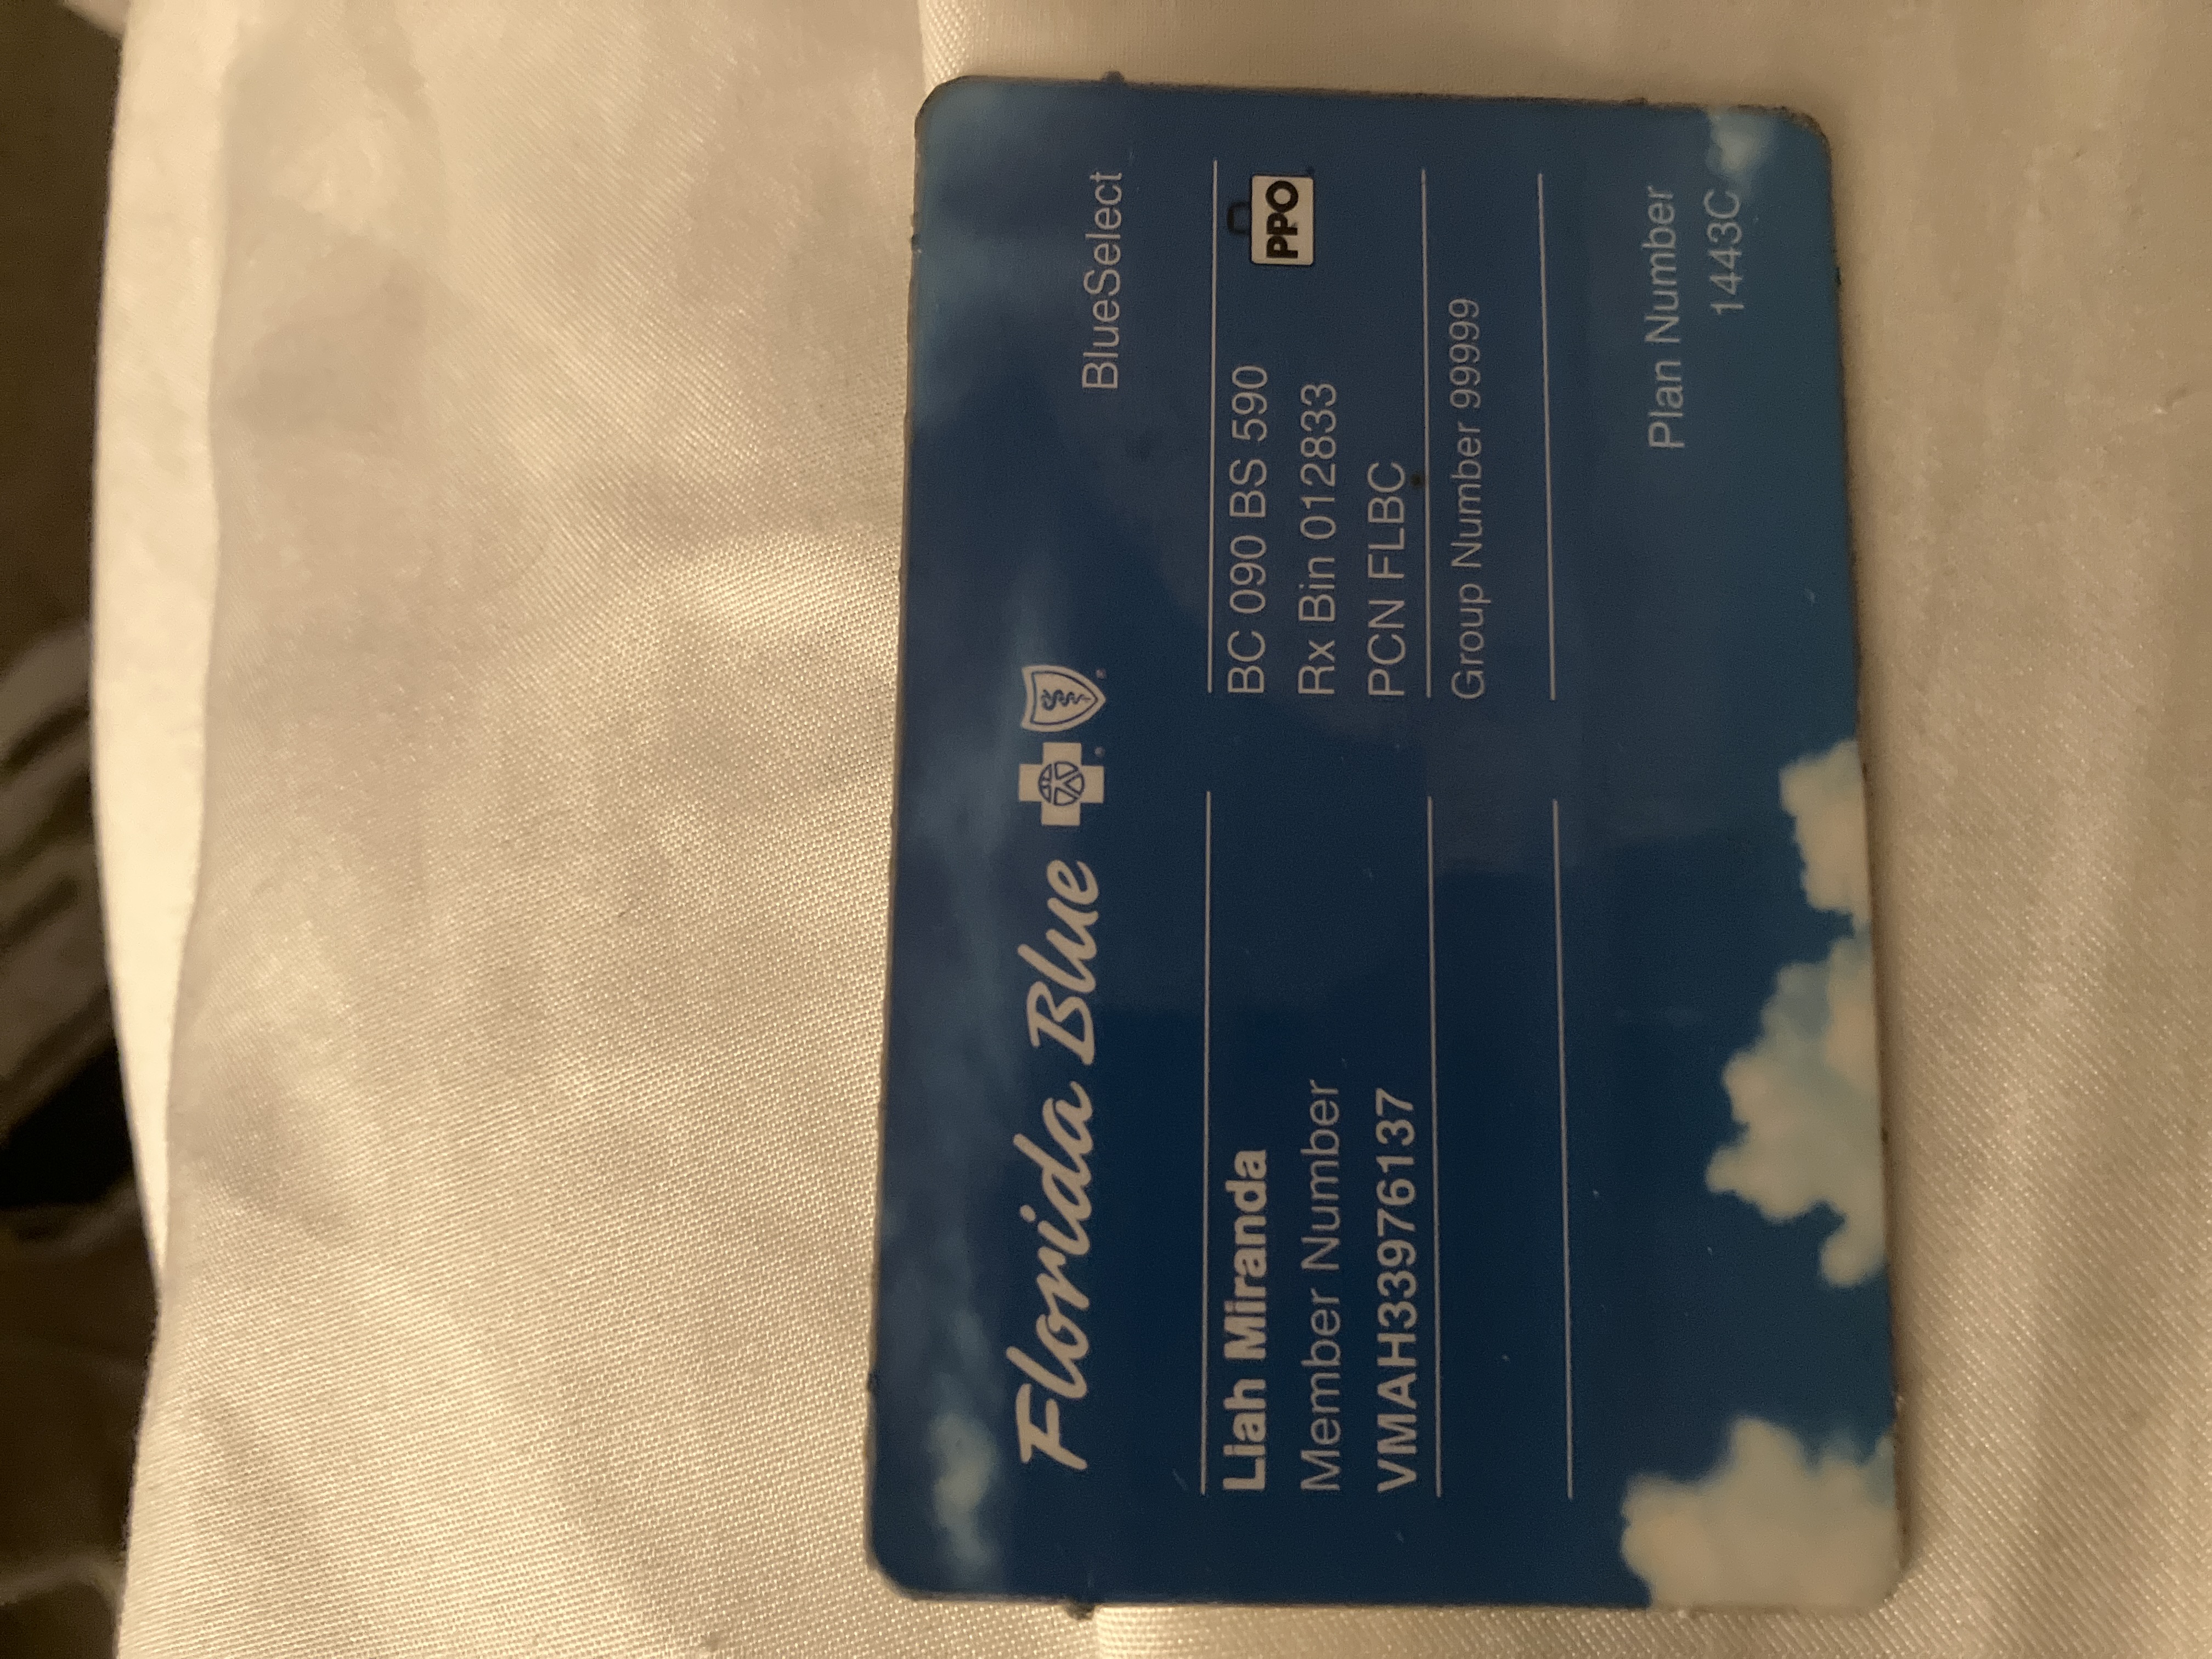 Florida Blue
BlueSelect
Liah Miranda
Member Number
VMAH33976137
BC 090 BS 590
PPO
Rx Bin 012833
PCN FLBC
Group Number 99999
Plan Number
1443C